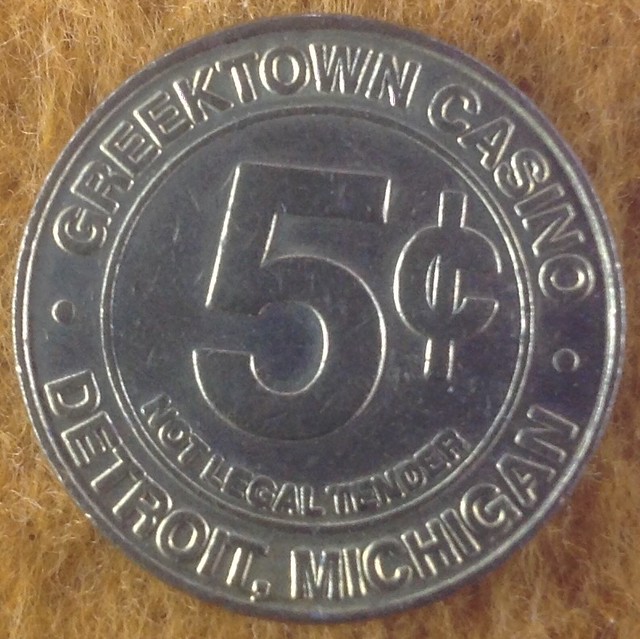 GREEKTOWN CASINO
5¢
NOT LEGAL TENDER
DETROIT, MICHIGAN